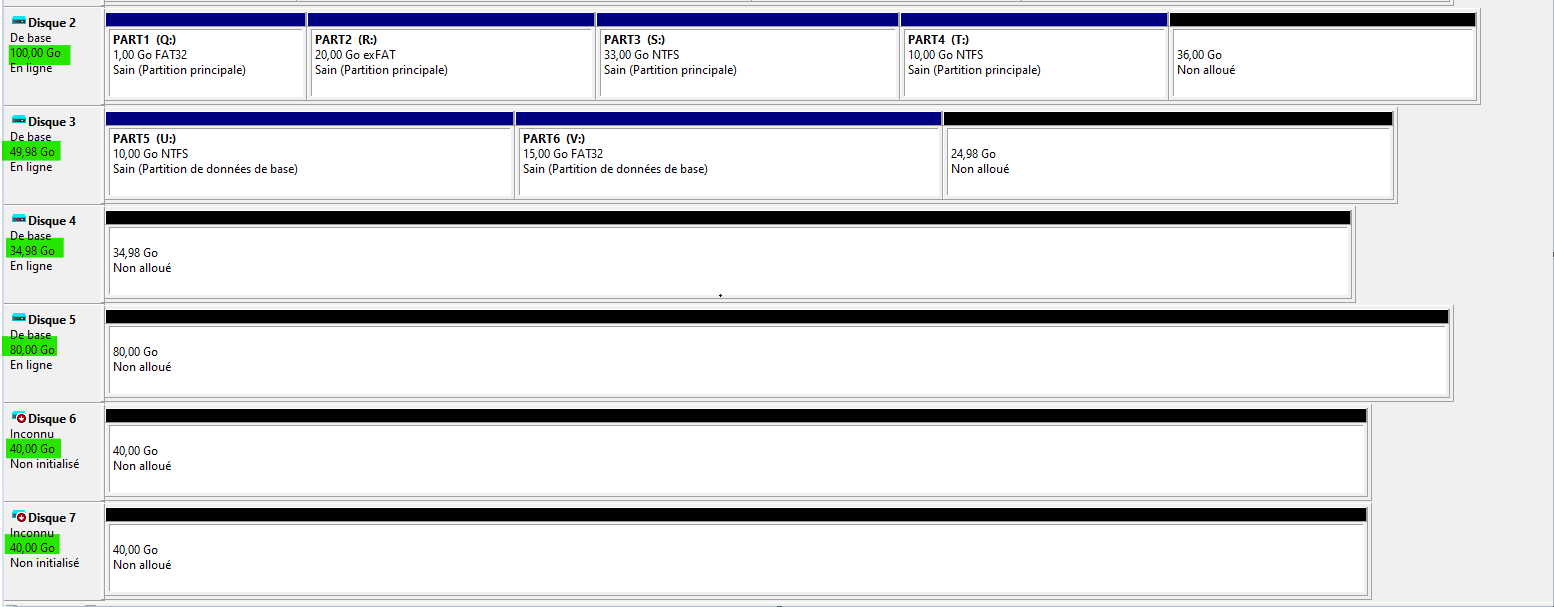 Disque 2
De base
100,00 Go
En ligne
PART1 (Q:)
1,00 Go FAT32
Sain (Partition principale)
PART2 (R:)
20,00 Go exFAT
Sain (Partition principale)
PART3 (S:)
33,00 Go NTFS
Sain (Partition principale)
PART4 (T:)
10,00 Go NTFS
Sain (Partition principale)
36,00 Go
Non alloué
Disque 3
De base
49,98 Go
En ligne
PART5 (U:)
10,00 Go NTFS
Sain (Partition de données de base)
PART6 (V:)
15,00 Go FAT32
Sain (Partition de données de base)
24,98 Go
Non alloué
Disque 4
De base
34,98 Go
En ligne
34,98 Go
Non alloué
Disque 5
De base
80,00 Go
En ligne
80,00 Go
Non alloué
Disque 6
Inconnu
40,00 Go
Non initialisé
40,00 Go
Non alloué
Disque 7
Inconnu
40,00 Go
Non initialisé
40,00 Go
Non alloué